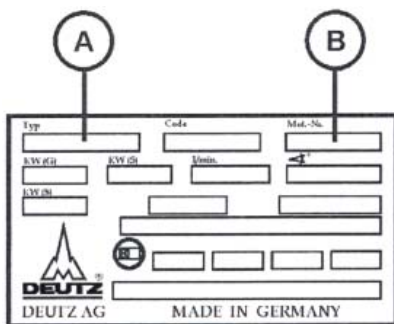 A B
Typ Code Mot.-Nr.
KW (G) KW (S) 1/min.
KW (S)
DEUTZ ®
DEUTZ AG MADE IN GERMANY